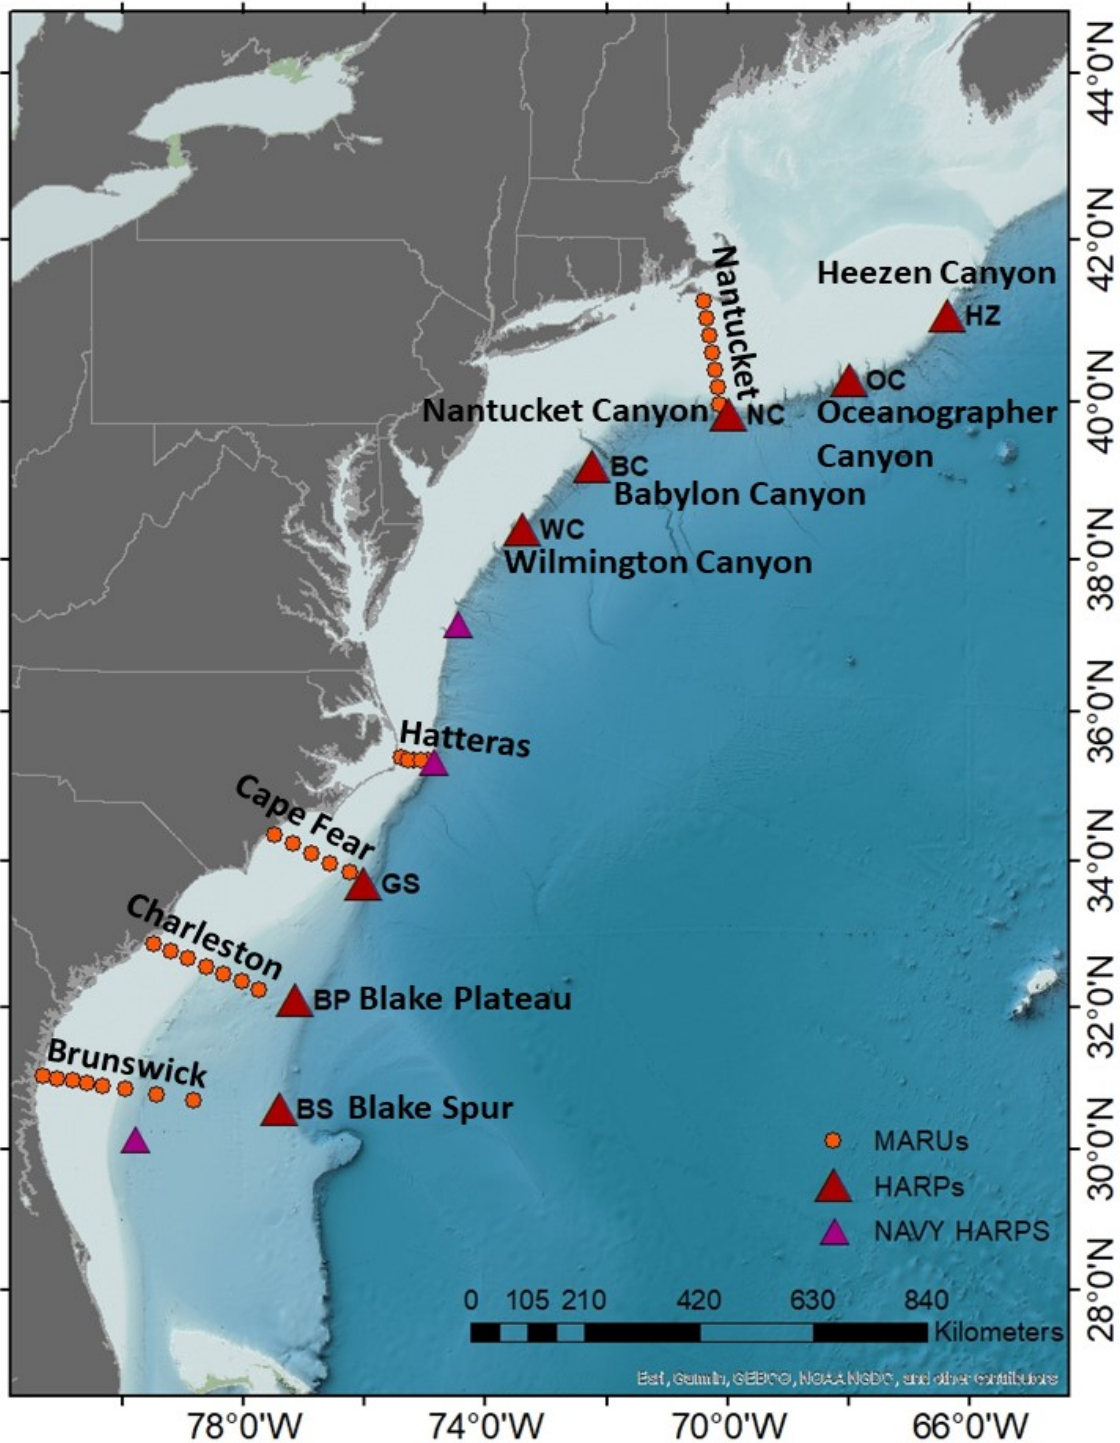 44°0'N
42°0'N
Nantucket
Heezen Canyon
HZ
OC
40°0'N
Nantucket Canyon
NC
Oceanographer
Canyon
BC
Babylon Canyon
WC
Wilmington Canyon
38°0'N
36°0'N
Hatteras
Cape Fear
34°0'N
GS
Charleston
BP Blake Plateau
32°0'N
Brunswick
BS Blake Spur
30°0'N
MARUs
HARPs
NAVY HARPS
28°0'N
0 105 210 420 630 840
Kilometers
Esri, Garmin, GEBCO, NOAA NGDC, and other contributors
78°0'W 74°0'W 70°0'W 66°0'W